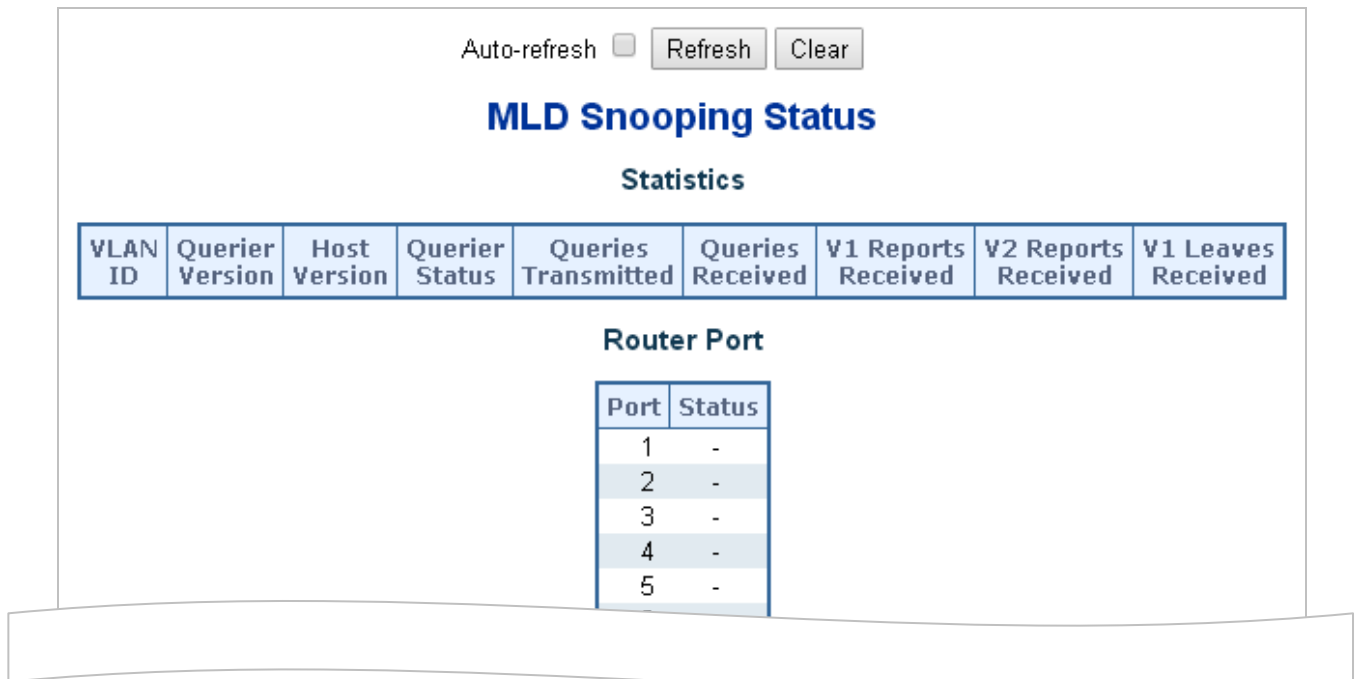 Auto-refresh Refresh Clear
MLD Snooping Status
Statistics
VLAN ID Querier Version Host Version Querier Status Queries Transmitted Queries Received V1 Reports Received V2 Reports Received V1 Leaves Received
Router Port
Port Status
1 -
2 -
3 -
4 -
5 -